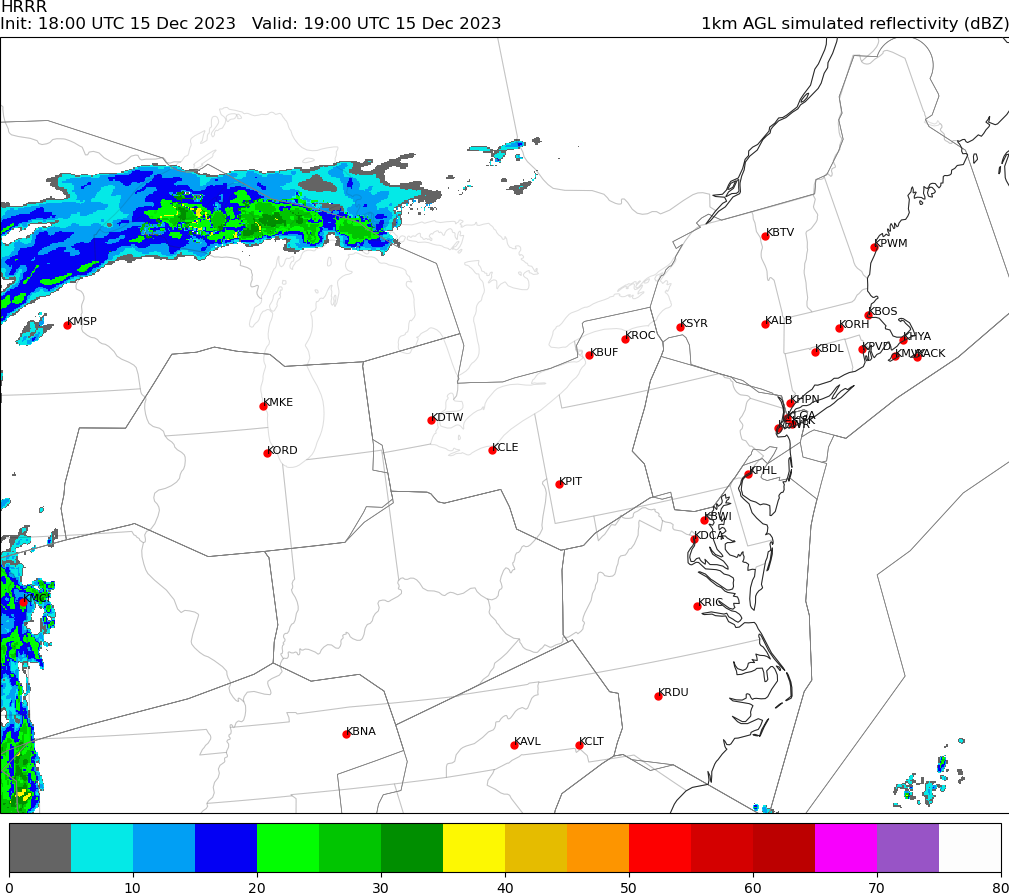 HRRR
Init: 18:00 UTC 15 Dec 2023   Valid: 19:00 UTC 15 Dec 2023   1km AGL simulated reflectivity (dBZ)
KBTV
KPWM
KBOS
KMSP
KSYR
KALB
KORH
KROC
KHYA
KBUF
KBDL
KPVD
KACK
KHPN
KMKE
KLGA
KDTW
KORD
KCLE
KPHL
KPIT
KBWI
KDCA
KMCI
KRIC
KRDU
KBNA
KAVL
KCLT
0 10 20 30 40 50 60 70 80